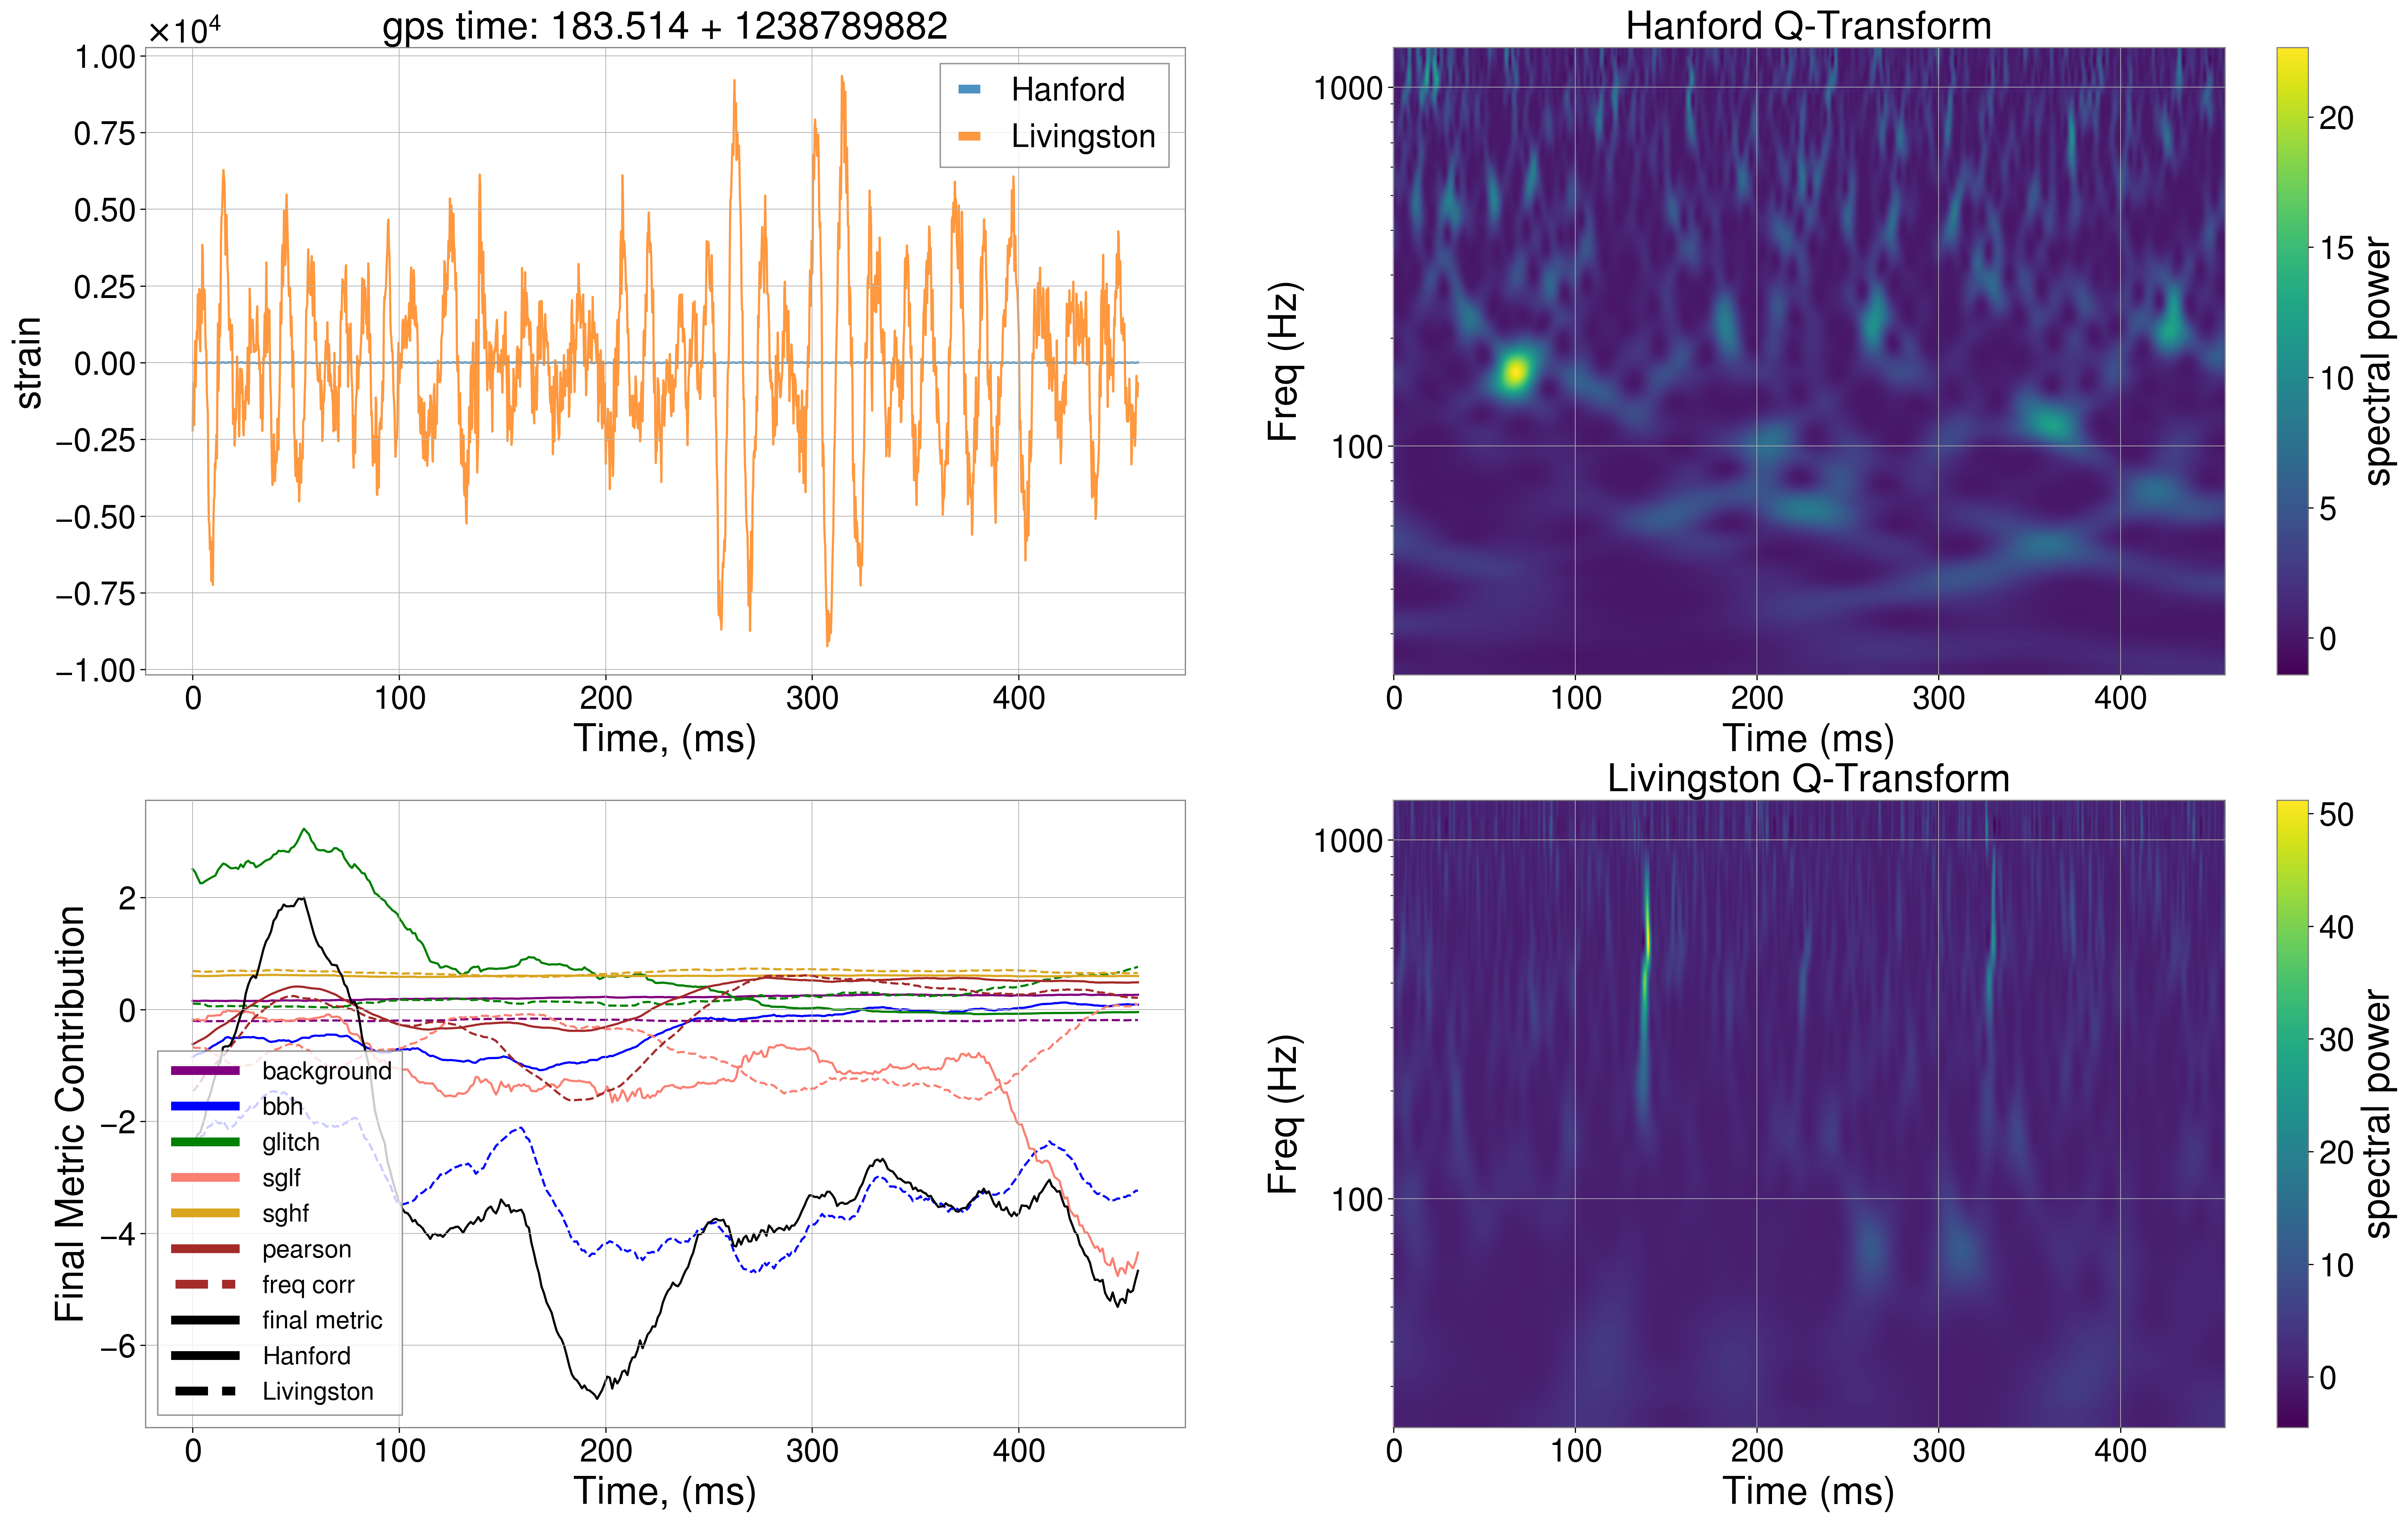 ×10⁴
gps time: 183.514 + 1238789882
1.00
0.75
0.50
0.25
0.00
−0.25
−0.50
−0.75
−1.00
strain
Hanford
Livingston
0 100 200 300 400
Time, (ms)
Hanford Q-Transform
1000
100
Freq (Hz)
0 100 200 300 400
Time (ms)
20
15
10
5
0
spectral power
2
0
−2
−4
−6
Final Metric Contribution
background
bbh
glitch
sglf
sghf
pearson
freq corr
final metric
Hanford
Livingston
0 100 200 300 400
Time, (ms)
Livingston Q-Transform
1000
100
Freq (Hz)
0 100 200 300 400
Time (ms)
50
40
30
20
10
0
spectral power